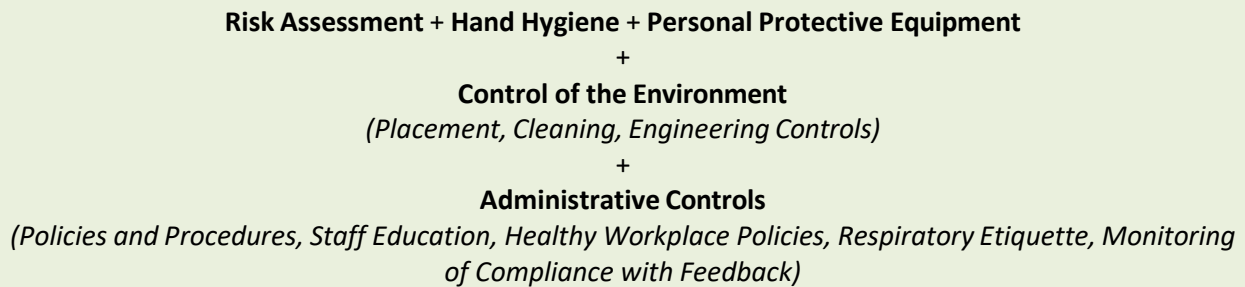 Risk Assessment + Hand Hygiene + Personal Protective Equipment
+
Control of the Environment
(Placement, Cleaning, Engineering Controls)
+
Administrative Controls
(Policies and Procedures, Staff Education, Healthy Workplace Policies, Respiratory Etiquette, Monitoring
of Compliance with Feedback)